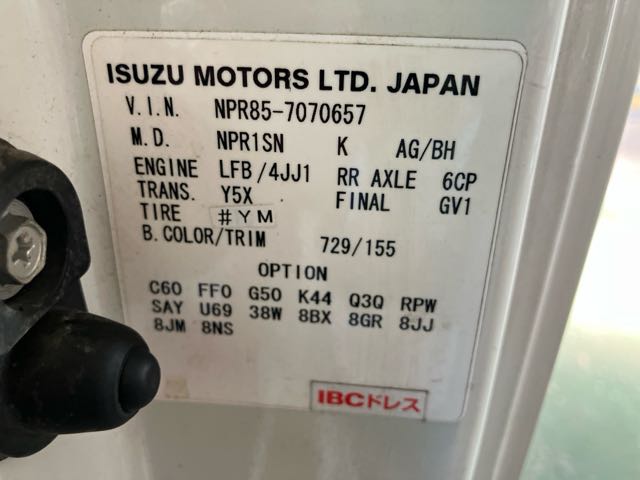 ISUZU MOTORS LTD. JAPAN
V.I.N. NPR85-7070657
M.D. NPR1SN K AG/BH
ENGINE LFB/4JJ1 RR AXLE 6CP
TRANS. Y5X FINAL GV1
TIRE #YM
B.COLOR/TRIM 729/155
OPTION
C60 FF0 G50 K44 Q3Q RPW
SAY U69 38W 8BX 8GR 8JJ
8JM 8NS
IBCドレス